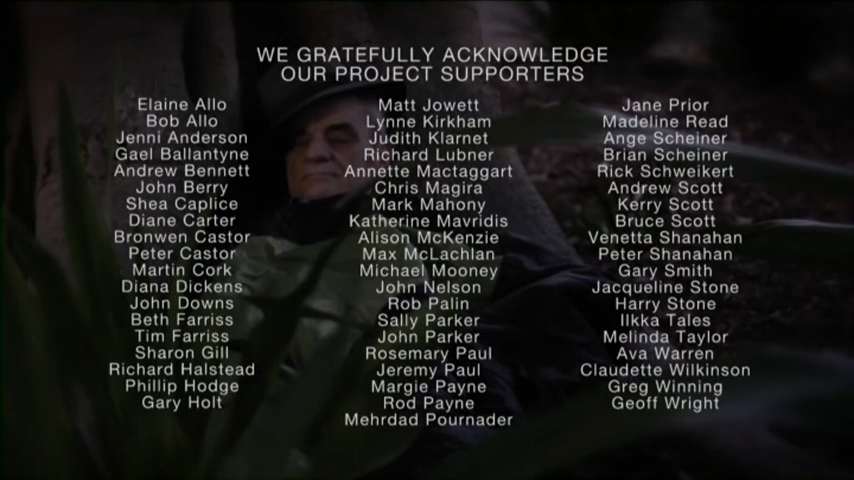 WE GRATEFULLY ACKNOWLEDGE
OUR PROJECT SUPPORTERS
Elaine Allo
Bob Allo
Jenni Anderson
Gael Ballantyne
Andrew Bennett
John Berry
Shea Caplice
Diane Carter
Bronwen Castor
Peter Castor
Martin Cork
Diana Dickens
John Downs
Beth Farriss
Tim Farriss
Sharon Gill
Richard Halstead
Phillip Hodge
Gary Holt
Matt Jowett
Lynne Kirkham
Judith Klarnet
Richard Lubner
Annette Mactaggart
Chris Magira
Mark Mahony
Katherine Mavridis
Alison McKenzie
Max McLachlan
Michael Mooney
John Nelson
Rob Palin
Sally Parker
John Parker
Rosemary Paul
Jeremy Paul
Margie Payne
Rod Payne
Mehrdad Pournader
Jane Prior
Madeline Read
Ange Scheiner
Brian Scheiner
Rick Schweikert
Andrew Scott
Kerry Scott
Bruce Scott
Venetta Shanahan
Peter Shanahan
Gary Smith
Jacqueline Stone
Harry Stone
Ilkka Tales
Melinda Taylor
Ava Warren
Claudette Wilkinson
Greg Winning
Geoff Wright